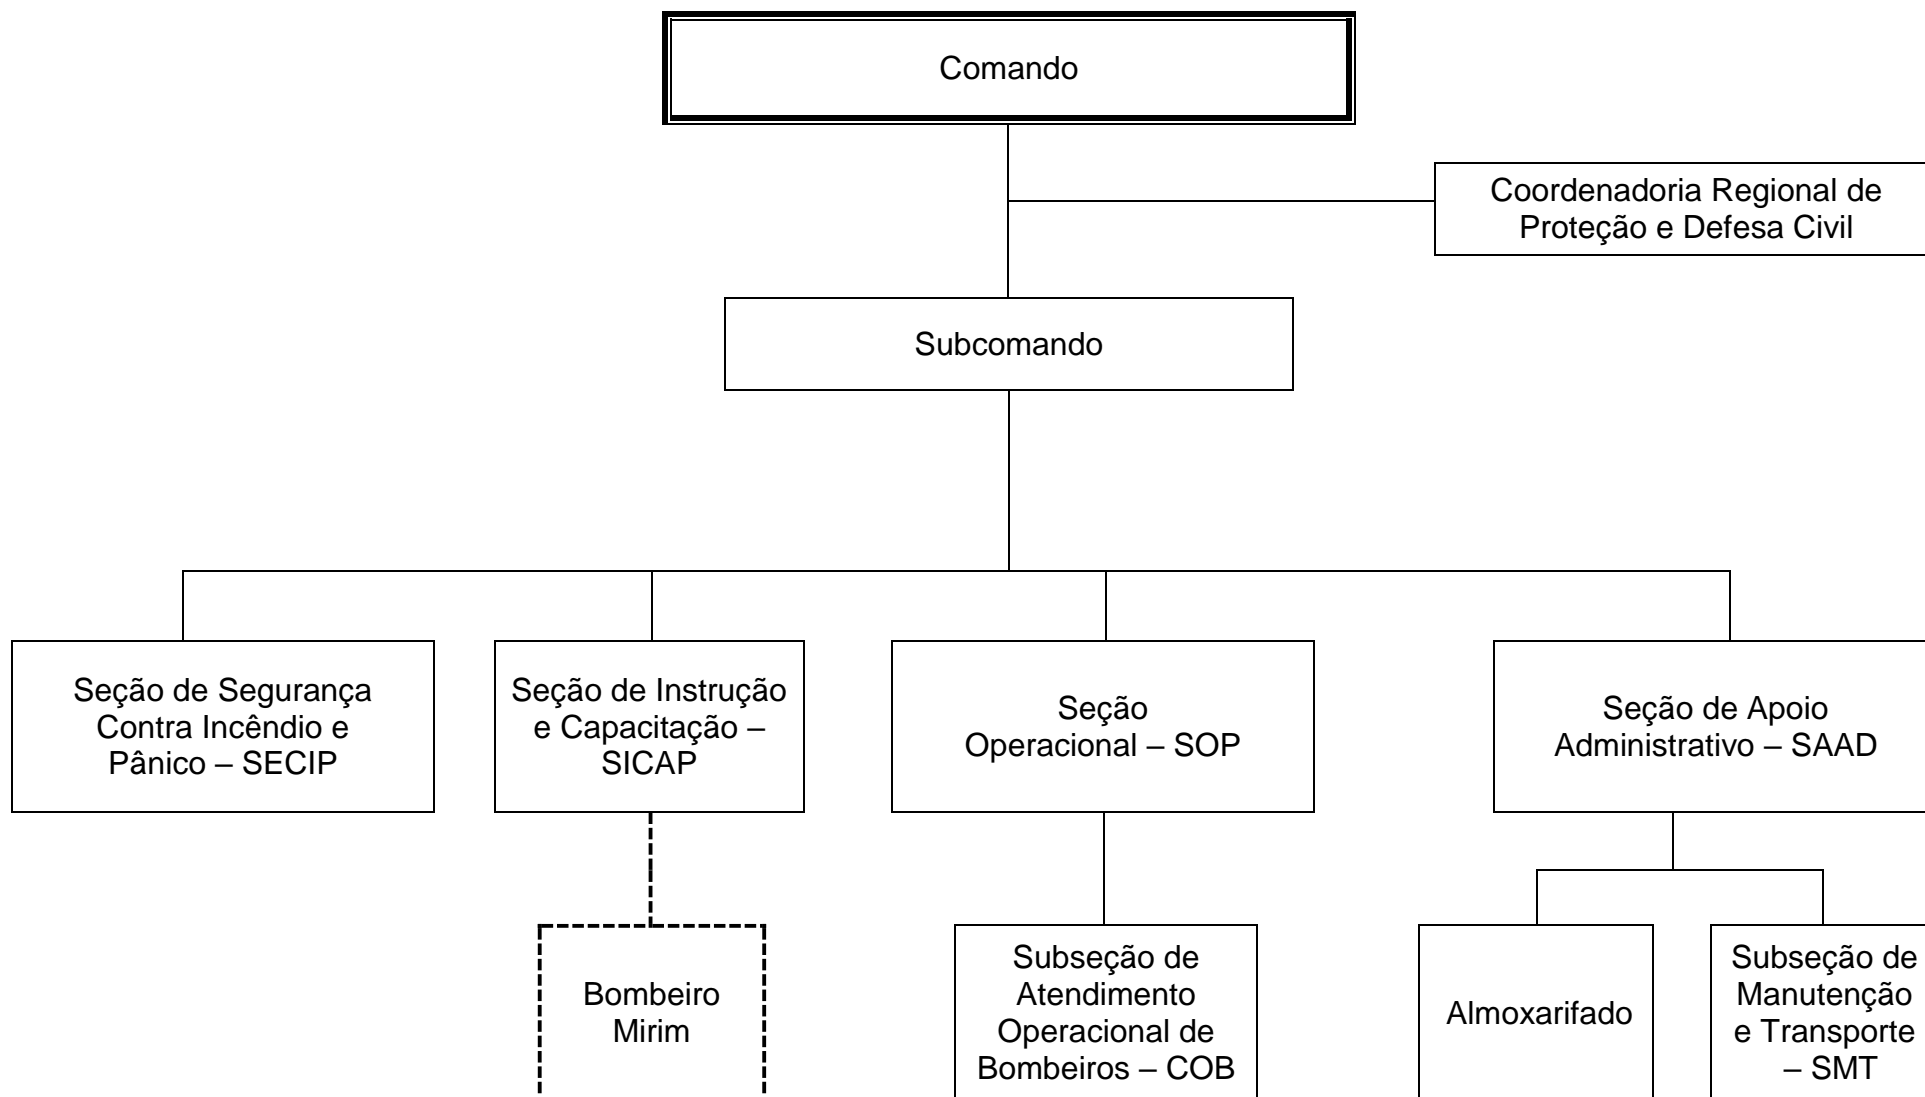 Comando
Coordenadoria Regional de
Proteção e Defesa Civil
Subcomando
Seção de Segurança
Contra Incêndio e
Pânico – SECIP
Seção de Instrução
e Capacitação –
SICAP
Seção
Operacional – SOP
Seção de Apoio
Administrativo – SAAD
Bombeiro
Mirim
Subseção de
Atendimento
Operacional de
Bombeiros – COB
Almoxarifado
Subseção de
Manutenção
e Transporte
– SMT